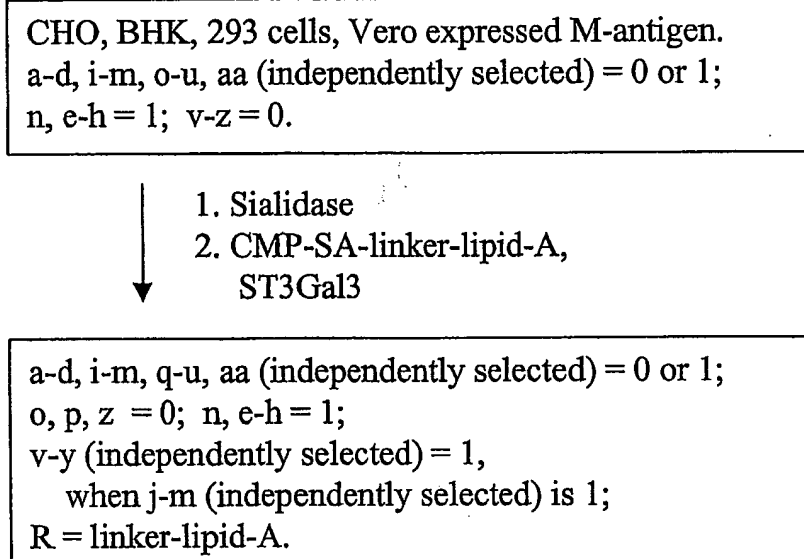 CHO, BHK, 293 cells, Vero expressed M-antigen.
a-d, i-m, o-u, aa (independently selected) = 0 or 1;
n, e-h = 1; v-z = 0.
1. Sialidase
2. CMP-SA-linker-lipid-A,
ST3Gal3
a-d, i-m, q-u, aa (independently selected) = 0 or 1;
o, p, z = 0; n, e-h = 1;
v-y (independently selected) = 1,
when j-m (independently selected) is 1;
R = linker-lipid-A.